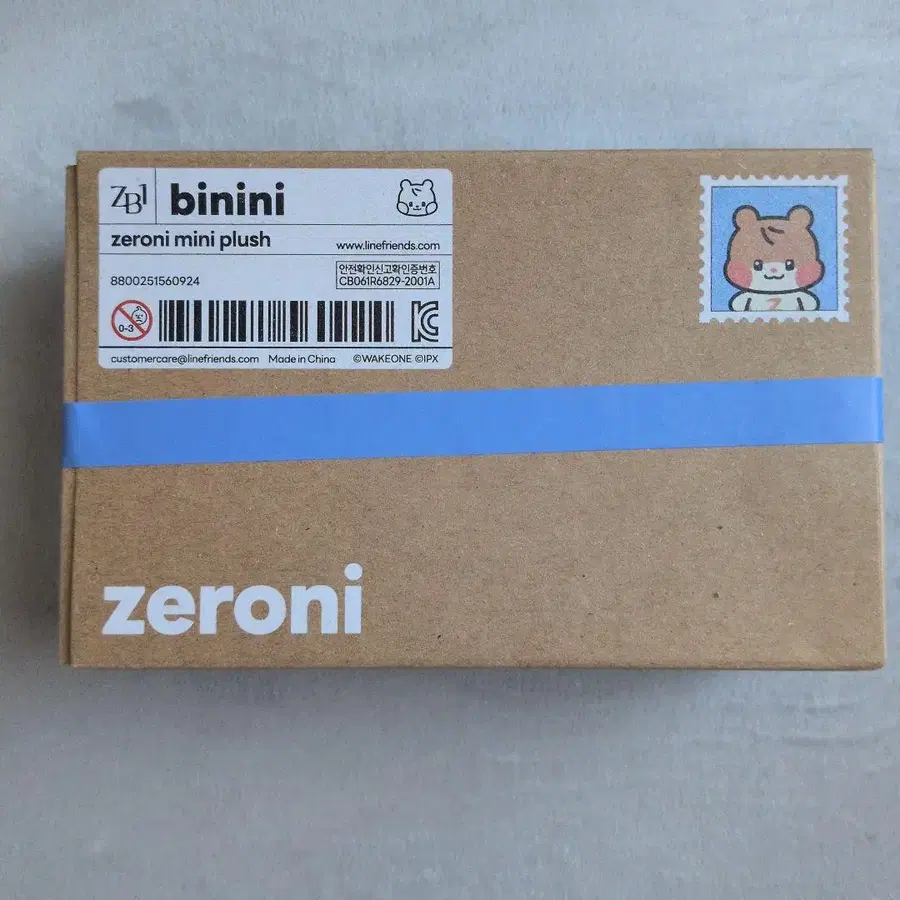 ZB1 binini
zeroni mini plush
www.linefriends.com
8800251560924
안전확인신고확인증번호
CB061R6829-2001A
0-3
KC
customercare@linefriends.com Made in China ©WAKEONE ©IPX
Z
zeroni